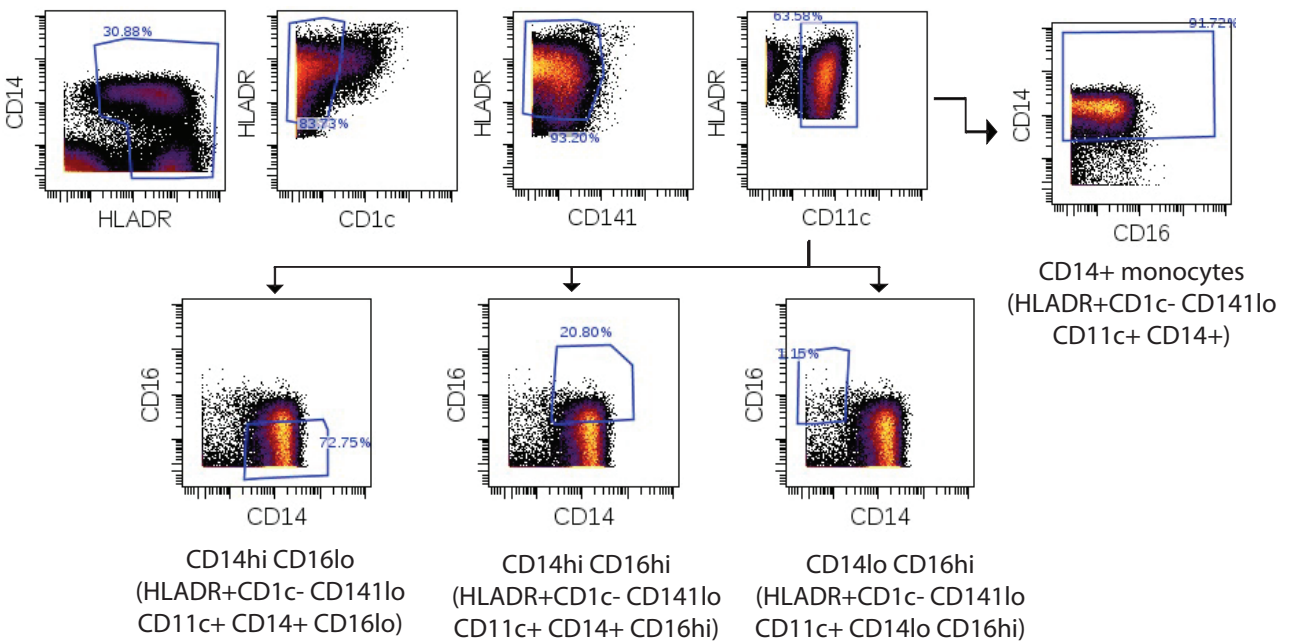 30.88%
CD14
HLADR
HLADR
83.73%
CD1c
HLADR
93.20%
CD141
63.58%
HLADR
CD11c
91.72%
CD14
CD16
CD14+ monocytes
(HLADR+CD1c- CD141lo
CD11c+ CD14+)
CD16
72.75%
CD14
CD14hi CD16lo
(HLADR+CD1c- CD141lo
CD11c+ CD14+ CD16lo)
20.80%
CD16
CD14
CD14hi CD16hi
(HLADR+CD1c- CD141lo
CD11c+ CD14+ CD16hi)
1.15%
CD16
CD14
CD14lo CD16hi
(HLADR+CD1c- CD141lo
CD11c+ CD14lo CD16hi)